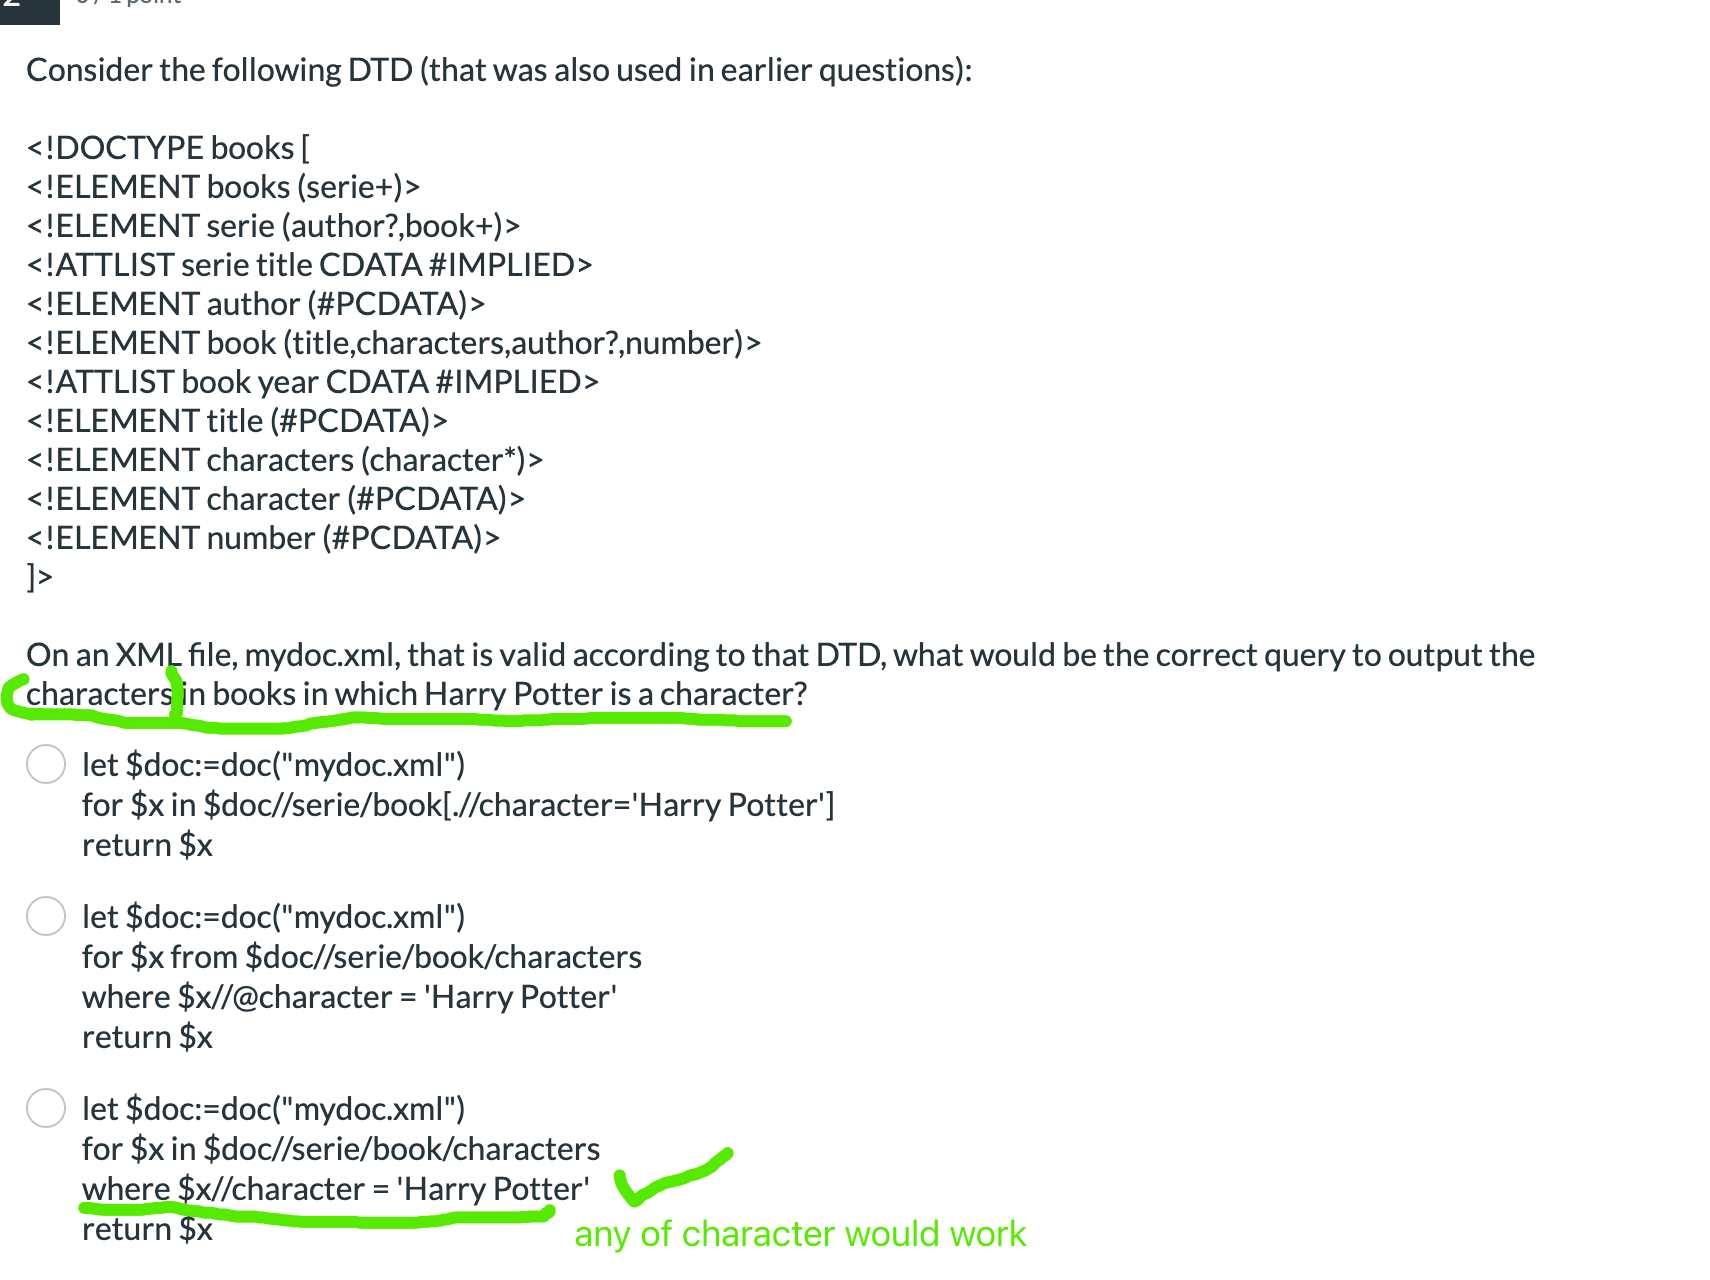 Consider the following DTD (that was also used in earlier questions):
<!DOCTYPE books [
<!ELEMENT books (serie+)>
<!ELEMENT serie (author?,book+)>
<!ATTLIST serie title CDATA #IMPLIED>
<!ELEMENT author (#PCDATA)>
<!ELEMENT book (title,characters,author?,number)>
<!ATTLIST book year CDATA #IMPLIED>
<!ELEMENT title (#PCDATA)>
<!ELEMENT characters (character*)>
<!ELEMENT character (#PCDATA)>
<!ELEMENT number (#PCDATA)>
]>
On an XML file, mydoc.xml, that is valid according to that DTD, what would be the correct query to output the
characters in books in which Harry Potter is a character?
let $doc:=doc("mydoc.xml")
for $x in $doc//serie/book[.//character='Harry Potter']
return $x
let $doc:=doc("mydoc.xml")
for $x from $doc//serie/book/characters
where $x//@character = 'Harry Potter'
return $x
let $doc:=doc("mydoc.xml")
for $x in $doc//serie/book/characters
where $x//character = 'Harry Potter'
return $x
any of character would work